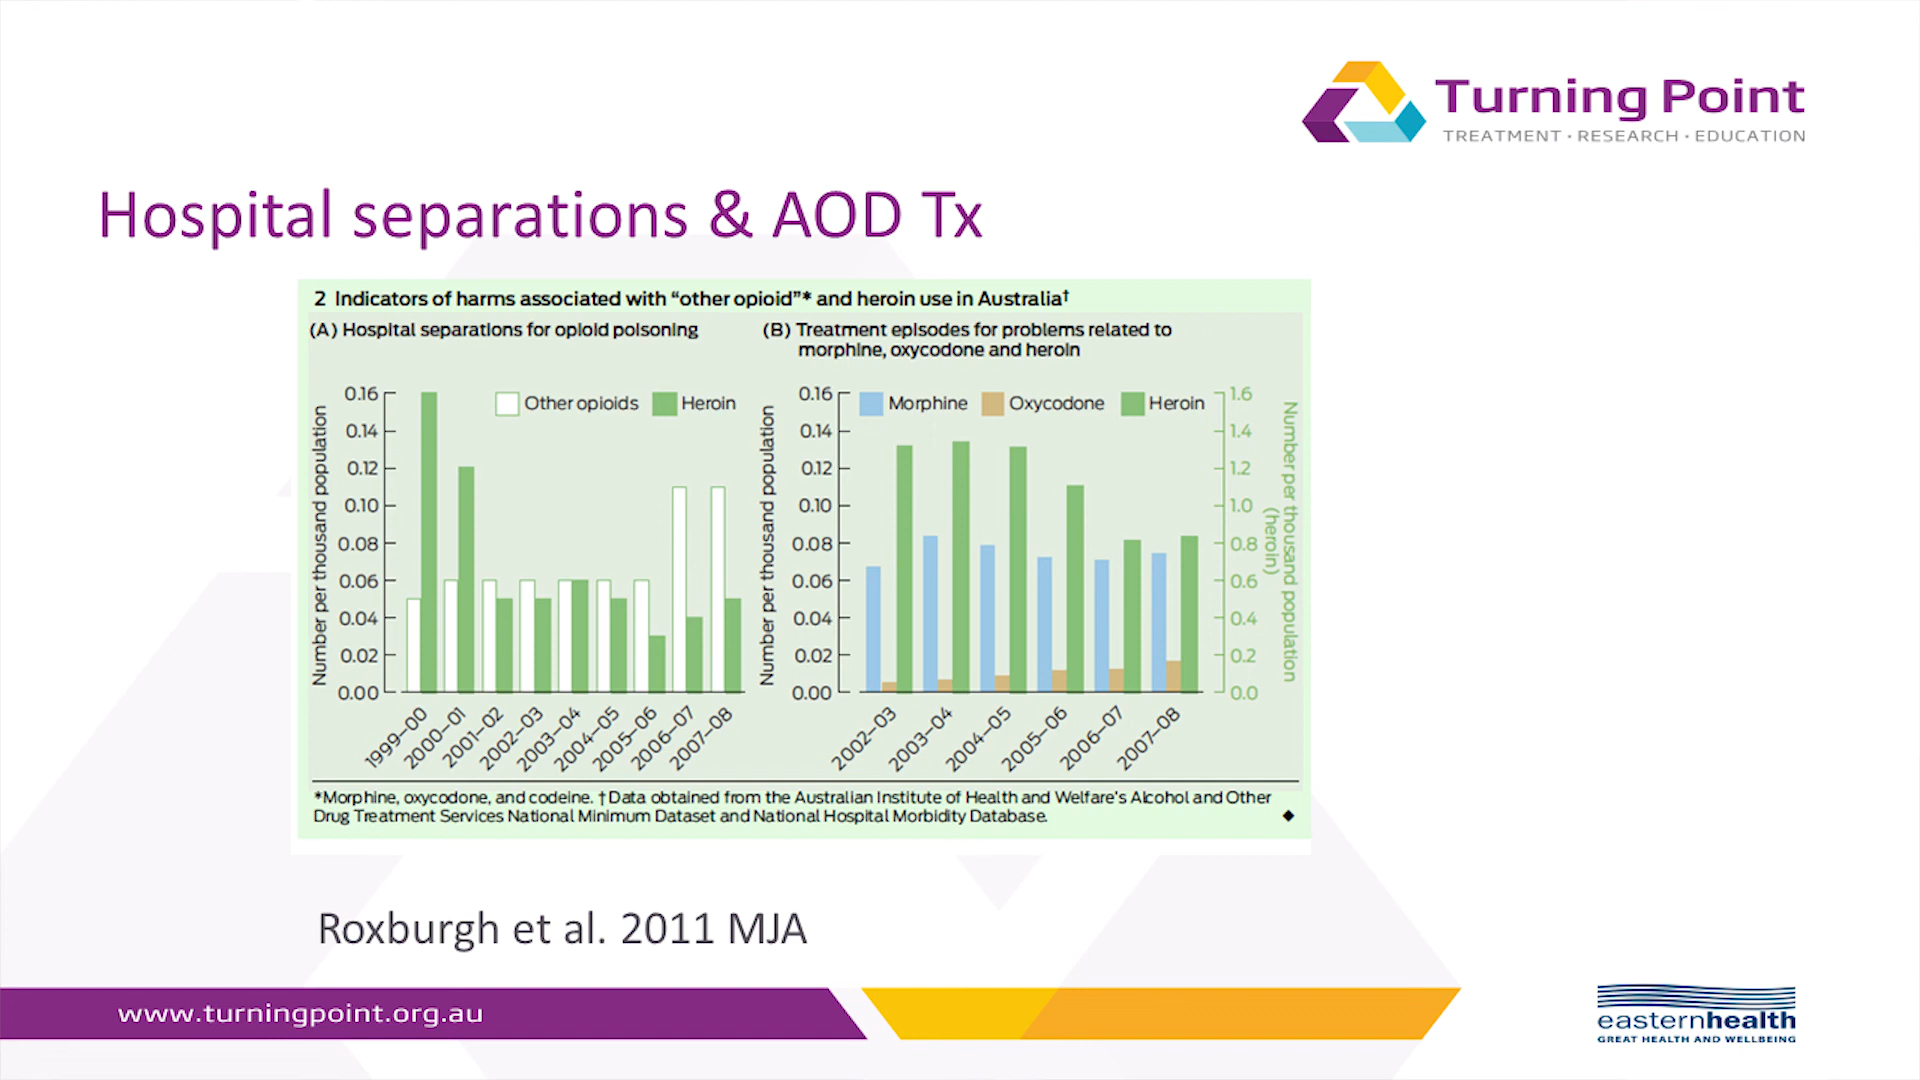 Turning Point
TREATMENT • RESEARCH • EDUCATION
Hospital separations & AOD Tx
2 Indicators of harms associated with “other opioid”* and heroin use in Australia†
(A) Hospital separations for opioid poisoning
Number per thousand population
0.16
0.14
0.12
0.10
0.08
0.06
0.04
0.02
0.00
Other opioids
Heroin
1999–00
2000–01
2001–02
2002–03
2003–04
2004–05
2005–06
2006–07
2007–08
(B) Treatment episodes for problems related to
morphine, oxycodone and heroin
Number per thousand population
0.16
0.14
0.12
0.10
0.08
0.06
0.04
0.02
0.00
Morphine
Oxycodone
Heroin
1.6
1.4
1.2
1.0
0.8
0.6
0.4
0.2
0.0
Number per thousand population
(heroin)
2002–03
2003–04
2004–05
2005–06
2006–07
2007–08
*Morphine, oxycodone, and codeine. †Data obtained from the Australian Institute of Health and Welfare’s Alcohol and Other
Drug Treatment Services National Minimum Dataset and National Hospital Morbidity Database. ◆
Roxburgh et al. 2011 MJA
www.turningpoint.org.au
easternhealth
GREAT HEALTH AND WELLBEING